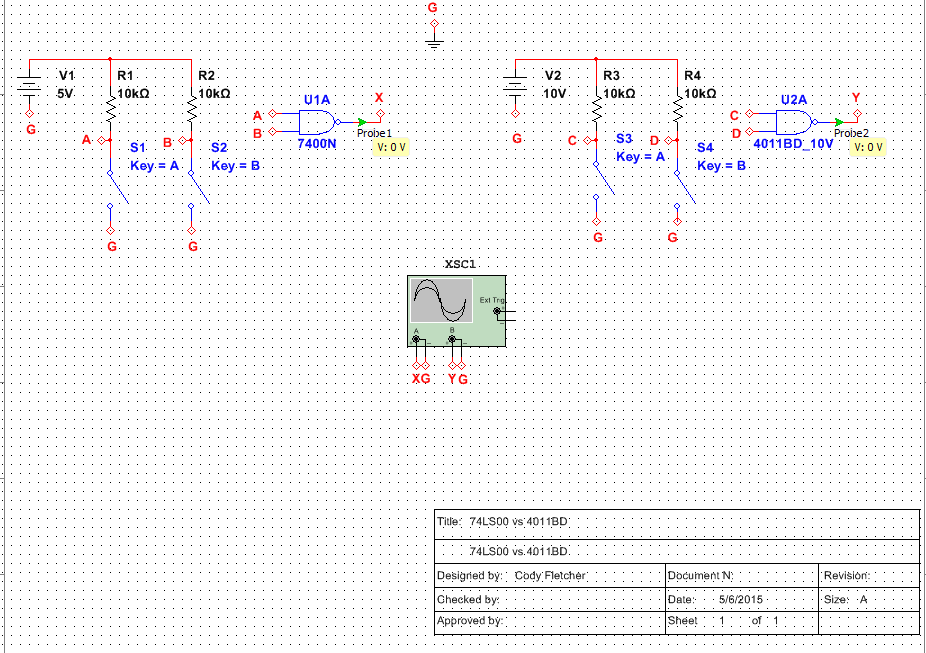 G
V1 R1 R2 V2 R3 R4
5V 10kΩ 10kΩ 10V 10kΩ 10kΩ
U1A X U2A Y
G A G C
A B S1 B S2 B Probe1 C S3 D S4 D Probe2
Key = A Key = B 7400N V: 0 V Key = A Key = B 4011BD_10V V: 0 V
G G G G
XSC1
Ext Trig
A B
X G Y G
Title: 74LS00 vs 4011BD
74LS00 vs 4011BD
Designed by: Cody Fletcher Document N: Revision:
Checked by: Date: 5/6/2015 Size: A
Approved by: Sheet 1 of 1